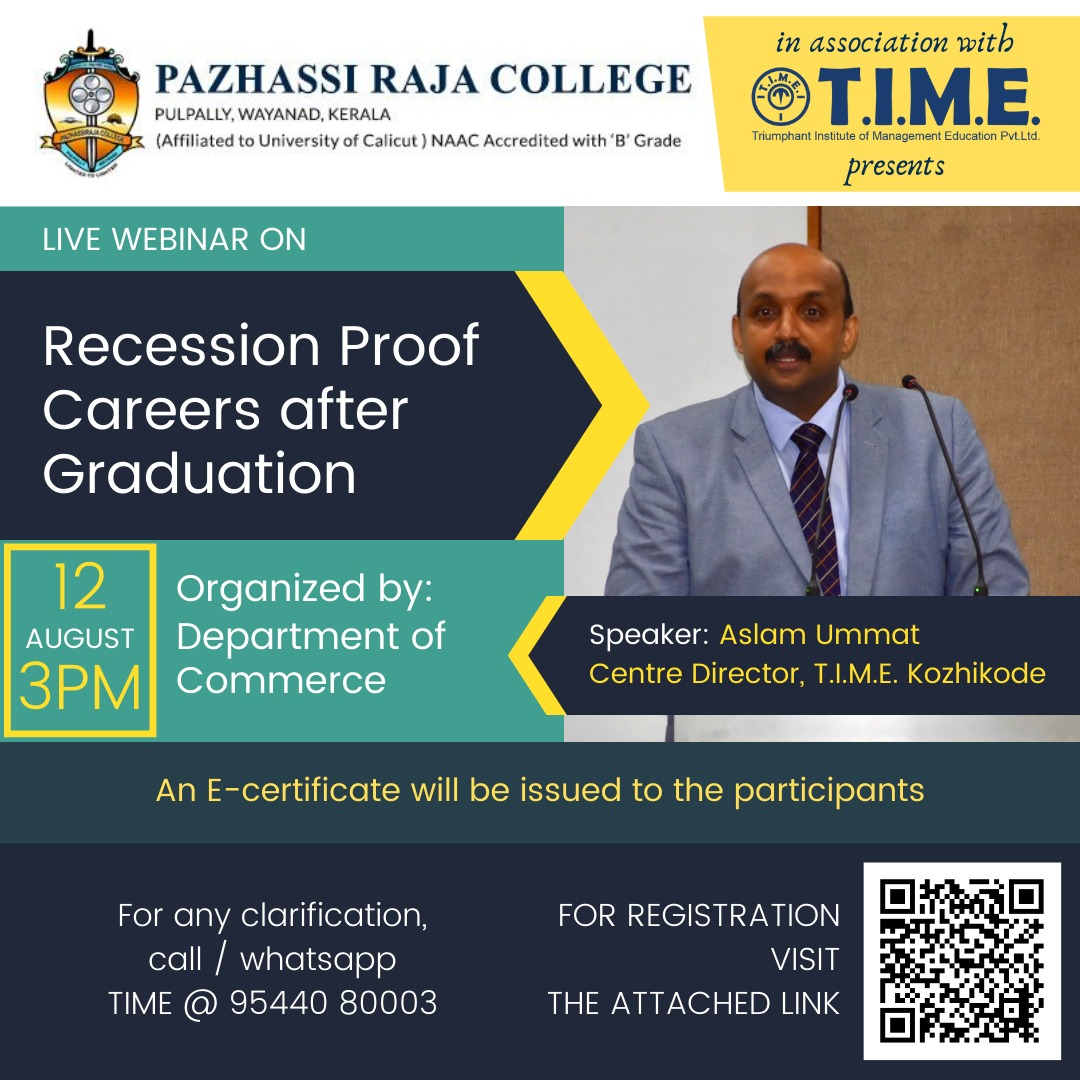 PAZHASSI RAJA COLLEGE
PULPALLY, WAYANAD, KERALA
(Affiliated to University of Calicut ) NAAC Accredited with ‘B’ Grade
PAZHASSIRAJA COLLEGE
in association with
T.I.M.E.
T.I.M.E.
Triumphant Institute of Management Education Pvt.Ltd.
presents
LIVE WEBINAR ON
Recession Proof
Careers after
Graduation
12
AUGUST
3PM
Organized by:
Department of
Commerce
Speaker: Aslam Ummat
Centre Director, T.I.M.E. Kozhikode
An E-certificate will be issued to the participants
For any clarification,
call / whatsapp
TIME @ 95440 80003
FOR REGISTRATION
VISIT
THE ATTACHED LINK